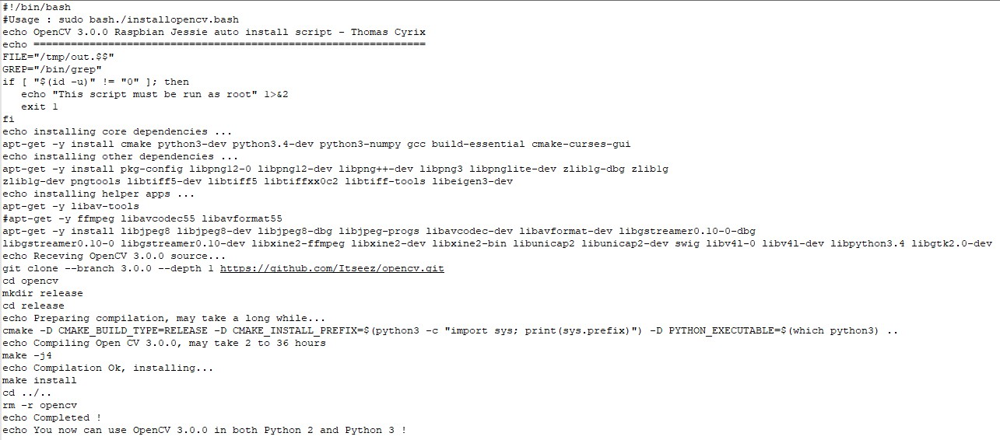 #!/bin/bash
#Usage : sudo bash./installopencv.bash
echo OpenCV 3.0.0 Raspbian Jessie auto install script - Thomas Cyrix
echo ===============================================================
FILE="/tmp/out.$$"
GREP="/bin/grep"
if [ "$(id -u)" != "0" ]; then
   echo "This script must be run as root" 1>&2
   exit 1
fi
echo installing core dependencies ...
apt-get -y install cmake python3-dev python3.4-dev python3-numpy gcc build-essential cmake-curses-gui
echo installing other dependencies ...
apt-get -y install pkg-config libpng12-0 libpng12-dev libpng++-dev libpng3 libpnglite-dev zlib1g-dbg zlib1g
zlib1g-dev pngtools libtiff5-dev libtiff5 libtiffxx0c2 libtiff-tools libeigen3-dev
echo installing helper apps ...
apt-get -y libav-tools
#apt-get -y ffmpeg libavcodec55 libavformat55
apt-get -y install libjpeg8 libjpeg8-dev libjpeg8-dbg libjpeg-progs libavcodec-dev libavformat-dev libgstreamer0.10-0-dbg
libgstreamer0.10-0 libgstreamer0.10-dev libxine2-ffmpeg libxine2-dev libxine2-bin libunicap2 libunicap2-dev swig libv4l-0 libv4l-dev libpython3.4 libgtk2.0-dev
echo Receving OpenCV 3.0.0 source...
git clone --branch 3.0.0 --depth 1 https://github.com/Itseez/opencv.git
cd opencv
mkdir release
cd release
echo Preparing compilation, may take a long while...
cmake -D CMAKE_BUILD_TYPE=RELEASE -D CMAKE_INSTALL_PREFIX=$(python3 -c "import sys; print(sys.prefix)") -D PYTHON_EXECUTABLE=$(which python3) ..
echo Compiling Open CV 3.0.0, may take 2 to 36 hours
make -j4
echo Compilation Ok, installing...
make install
cd ../..
rm -r opencv
echo Completed !
echo You now can use OpenCV 3.0.0 in both Python 2 and Python 3 !